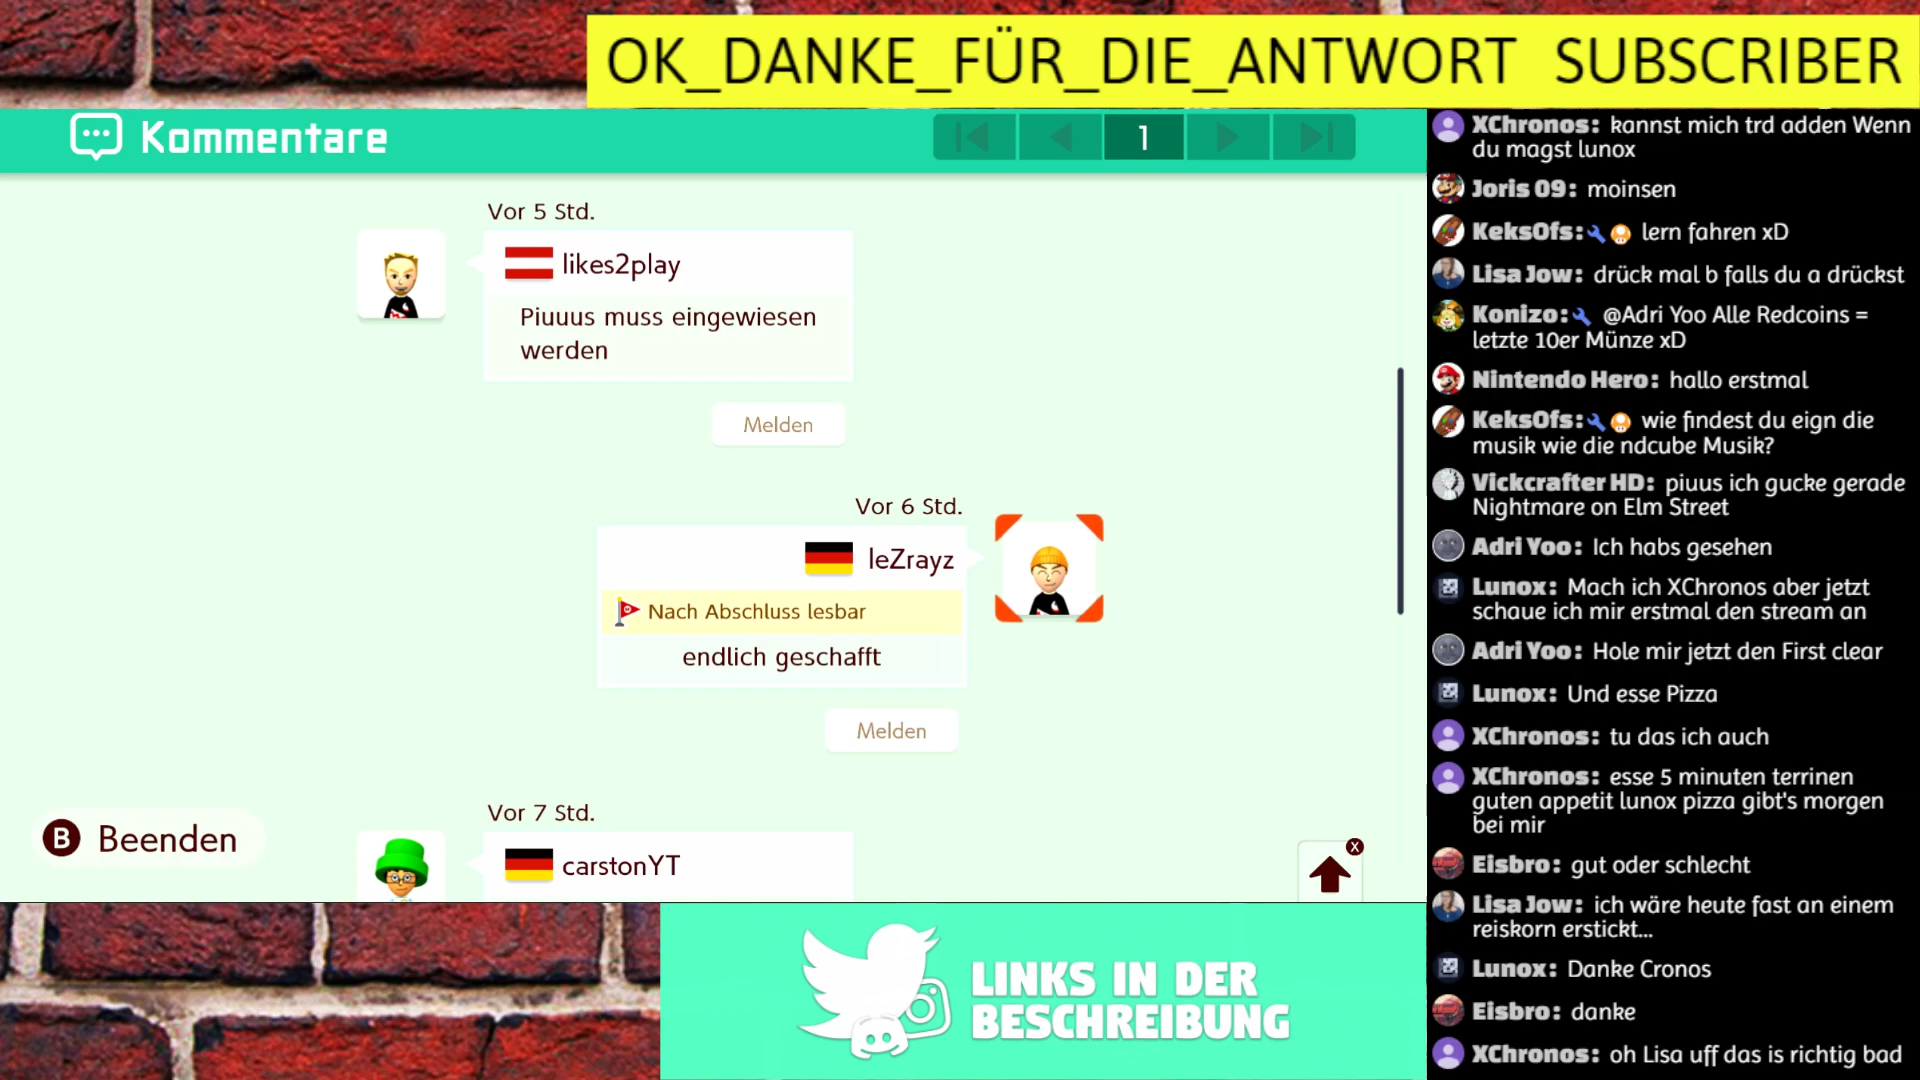 OK_DANKE_FÜR_DIE_ANTWORT SUBSCRIBER
Kommentare
1
Vor 5 Std.
likes2play
Piuuus muss eingewiesen
werden
Melden
Vor 6 Std.
leZrayz
Nach Abschluss lesbar
endlich geschafft
Melden
Vor 7 Std.
carstonYT
B Beenden
X
LINKS IN DER
BESCHREIBUNG
XChronos: kannst mich trd adden Wenn
du magst lunox
Joris 09: moinsen
KeksOfs: lern fahren xD
Lisa Jow: drück mal b falls du a drückst
Konizo: @Adri Yoo Alle Redcoins =
letzte 10er Münze xD
Nintendo Hero: hallo erstmal
KeksOfs: wie findest du eign die
musik wie die ndcube Musik?
Vickcrafter HD: piuus ich gucke gerade
Nightmare on Elm Street
Adri Yoo: Ich habs gesehen
Lunox: Mach ich XChronos aber jetzt
schaue ich mir erstmal den stream an
Adri Yoo: Hole mir jetzt den First clear
Lunox: Und esse Pizza
XChronos: tu das ich auch
XChronos: esse 5 minuten terrinen
guten appetit lunox pizza gibt's morgen
bei mir
Eisbro: gut oder schlecht
Lisa Jow: ich wäre heute fast an einem
reiskorn erstickt...
Lunox: Danke Cronos
Eisbro: danke
XChronos: oh Lisa uff das is richtig bad